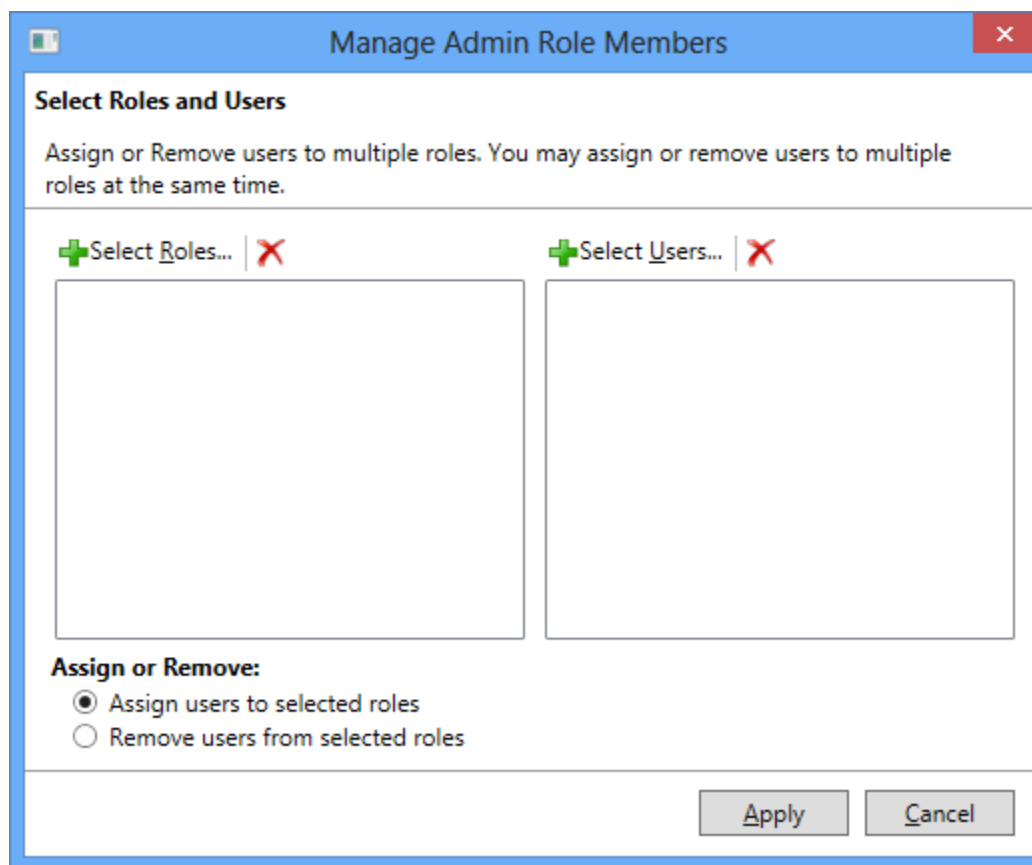 Manage Admin Role Members
Select Roles and Users
Assign or Remove users to multiple roles. You may assign or remove users to multiple
roles at the same time.
Select Roles...
Select Users...
Assign or Remove:
Assign users to selected roles
Remove users from selected roles
Apply
Cancel